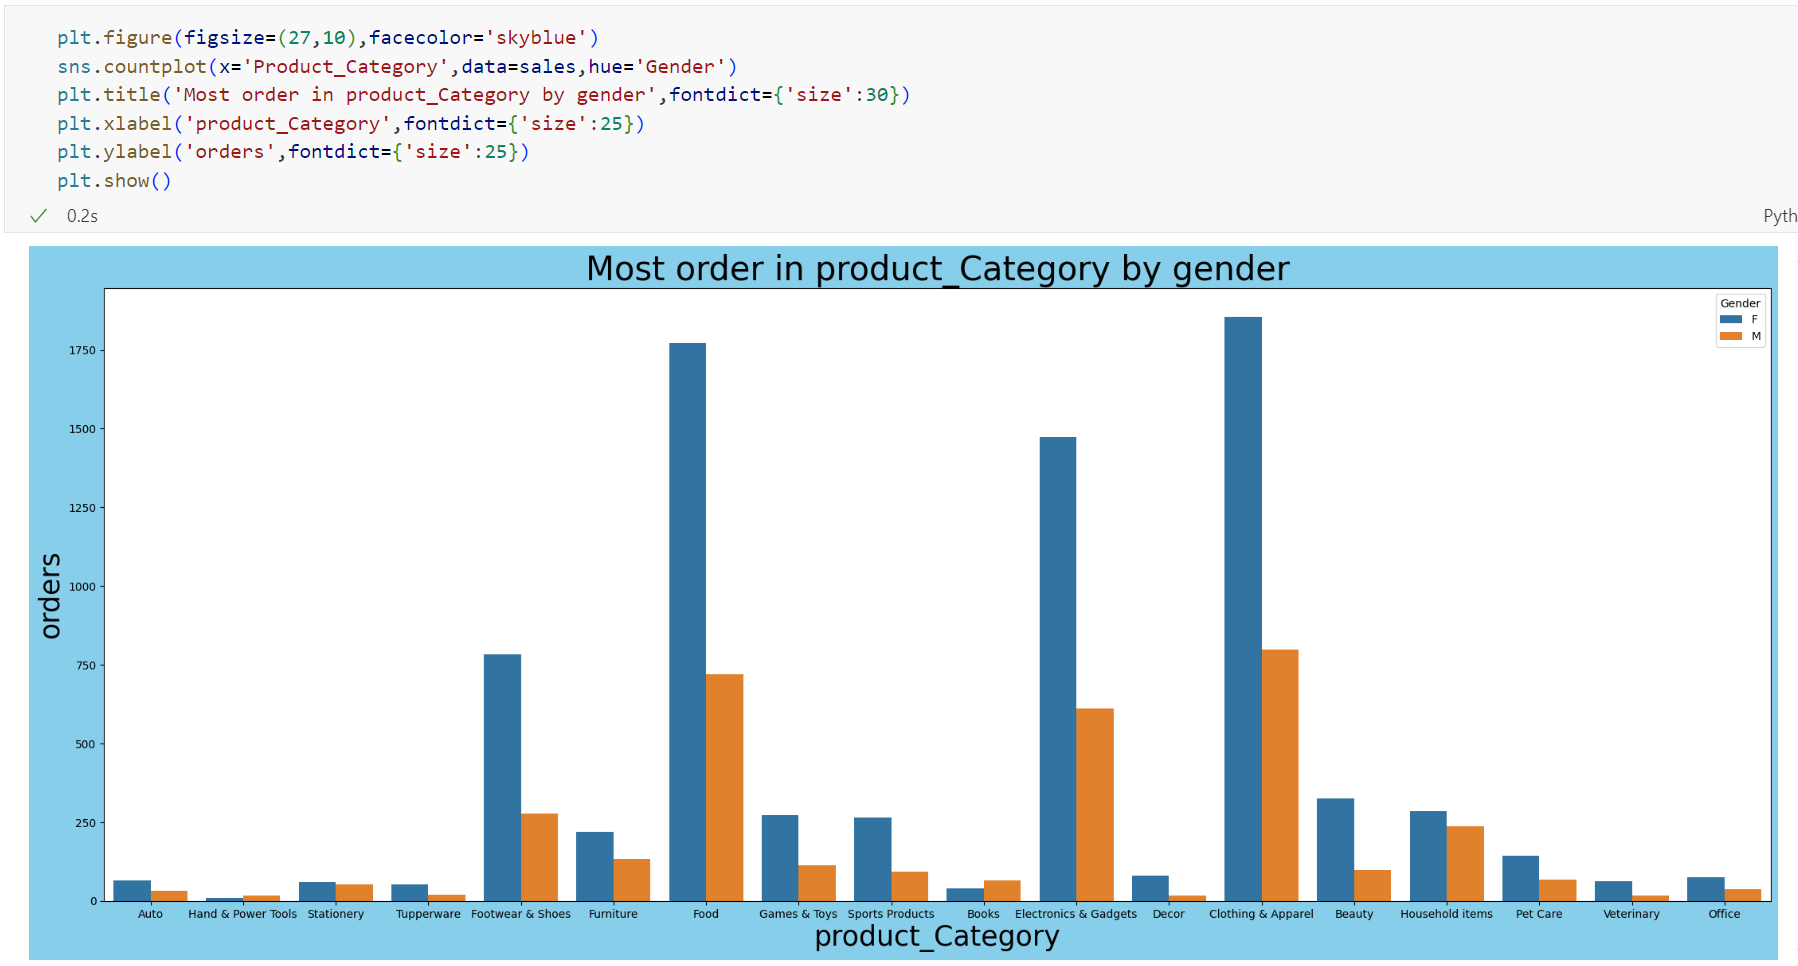 plt.figure(figsize=(27,10),facecolor='skyblue')
sns.countplot(x='Product_Category',data=sales,hue='Gender')
plt.title('Most order in product_Category by gender',fontdict={'size':30})
plt.xlabel('product_Category',fontdict={'size':25})
plt.ylabel('orders',fontdict={'size':25})
plt.show()
0.2s
Pyth
Most order in product_Category by gender
Gender
F
M
orders
1750
1500
1250
1000
750
500
250
0
Auto Hand & Power Tools Stationery Tupperware Footwear & Shoes Furniture Food Games & Toys Sports Products Books Electronics & Gadgets Decor Clothing & Apparel Beauty Household items Pet Care Veterinary Office
product_Category